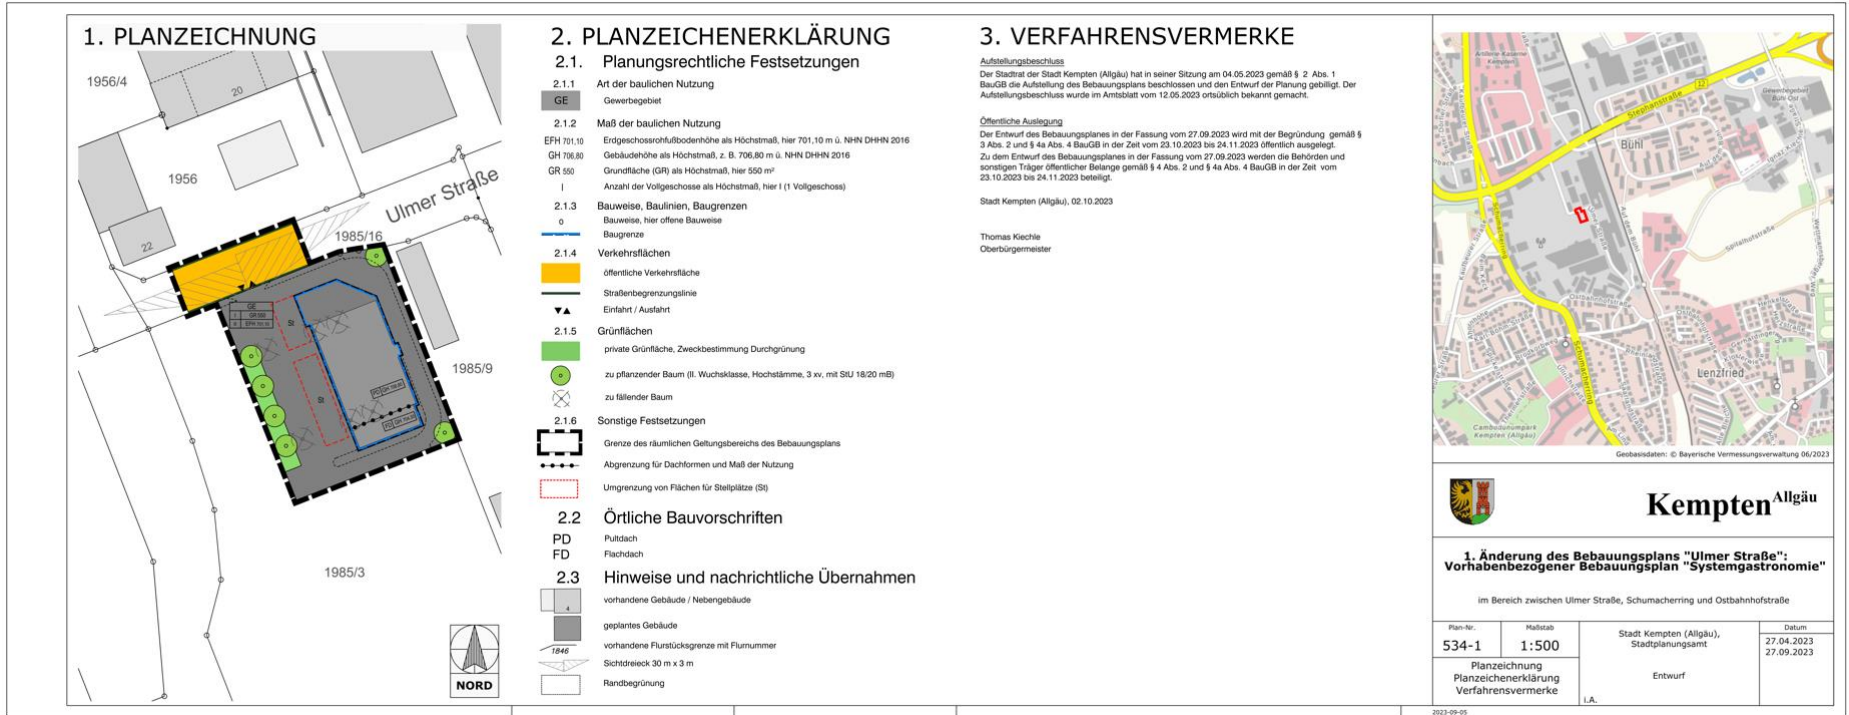 1. PLANZEICHNUNG
1956/4
20
1956
22
Ulmer Straße
1985/16
GE
I GR 550
o EFH 701,10
St
St
1985/9
1985/3
NORD
2. PLANZEICHENERKLÄRUNG
2.1. Planungsrechtliche Festsetzungen
2.1.1 Art der baulichen Nutzung
GE Gewerbegebiet
2.1.2 Maß der baulichen Nutzung
EFH 701,10 Erdgeschossrohfußbodenhöhe als Höchstmaß, hier 701,10 m ü. NHN DHHN 2016
GH 706,80 Gebäudehöhe als Höchstmaß, z. B. 706,80 m ü. NHN DHHN 2016
GR 550 Grundfläche (GR) als Höchstmaß, hier 550 m²
I Anzahl der Vollgeschosse als Höchstmaß, hier I (1 Vollgeschoss)
2.1.3 Bauweise, Baulinien, Baugrenzen
o Bauweise, hier offene Bauweise
Baugrenze
2.1.4 Verkehrsflächen
öffentliche Verkehrsfläche
Straßenbegrenzungslinie
Einfahrt / Ausfahrt
2.1.5 Grünflächen
private Grünfläche, Zweckbestimmung Durchgrünung
zu pflanzender Baum (II. Wuchsklasse, Hochstämme, 3 xv, mit StU 18/20 mB)
zu fällender Baum
2.1.6 Sonstige Festsetzungen
Grenze des räumlichen Geltungsbereichs des Bebauungsplans
Abgrenzung für Dachformen und Maß der Nutzung
Umgrenzung von Flächen für Stellplätze (St)
2.2 Örtliche Bauvorschriften
PD Pultdach
FD Flachdach
2.3 Hinweise und nachrichtliche Übernahmen
4 vorhandene Gebäude / Nebengebäude
geplantes Gebäude
1846 vorhandene Flurstücksgrenze mit Flurnummer
Sichtdreieck 30 m x 3 m
Randbegrünung
3. VERFAHRENSVERMERKE
Aufstellungsbeschluss
Der Stadtrat der Stadt Kempten (Allgäu) hat in seiner Sitzung am 04.05.2023 gemäß § 2 Abs. 1
BauGB die Aufstellung des Bebauungsplans beschlossen und den Entwurf der Planung gebilligt. Der
Aufstellungsbeschluss wurde im Amtsblatt vom 12.05.2023 ortsüblich bekannt gemacht.
Öffentliche Auslegung
Der Entwurf des Bebauungsplanes in der Fassung vom 27.09.2023 wird mit der Begründung gemäß §
3 Abs. 2 und § 4a Abs. 4 BauGB in der Zeit vom 23.10.2023 bis 24.11.2023 öffentlich ausgelegt.
Zu dem Entwurf des Bebauungsplanes in der Fassung vom 27.09.2023 werden die Behörden und
sonstigen Träger öffentlicher Belange gemäß § 4 Abs. 2 und § 4a Abs. 4 BauGB in der Zeit vom
23.10.2023 bis 24.11.2023 beteiligt.
Stadt Kempten (Allgäu), 02.10.2023
Thomas Kiechle
Oberbürgermeister
Artillerie Kaserne
Kempten
Stephanstraße
12
Gewerbegebiet
Bühl-Ost
Bühl
Schumacherring
Auf dem Bühl
Spitalhofstraße
Ostbahnhofstraße
Schumacherring
Lenzfried
Cambodunumpark
Kempten (Allgäu)
Geobasisdaten: © Bayerische Vermessungsverwaltung 06/2023
Kempten Allgäu
1. Änderung des Bebauungsplans "Ulmer Straße":
Vorhabenbezogener Bebauungsplan "Systemgastronomie"
im Bereich zwischen Ulmer Straße, Schumacherring und Ostbahnhofstraße
Plan-Nr.
534-1
Maßstab
1:500
Planzeichnung
Planzeichenerklärung
Verfahrensvermerke
Stadt Kempten (Allgäu),
Stadtplanungsamt
Entwurf
i.A.
Datum
27.04.2023
27.09.2023
2023-09-05